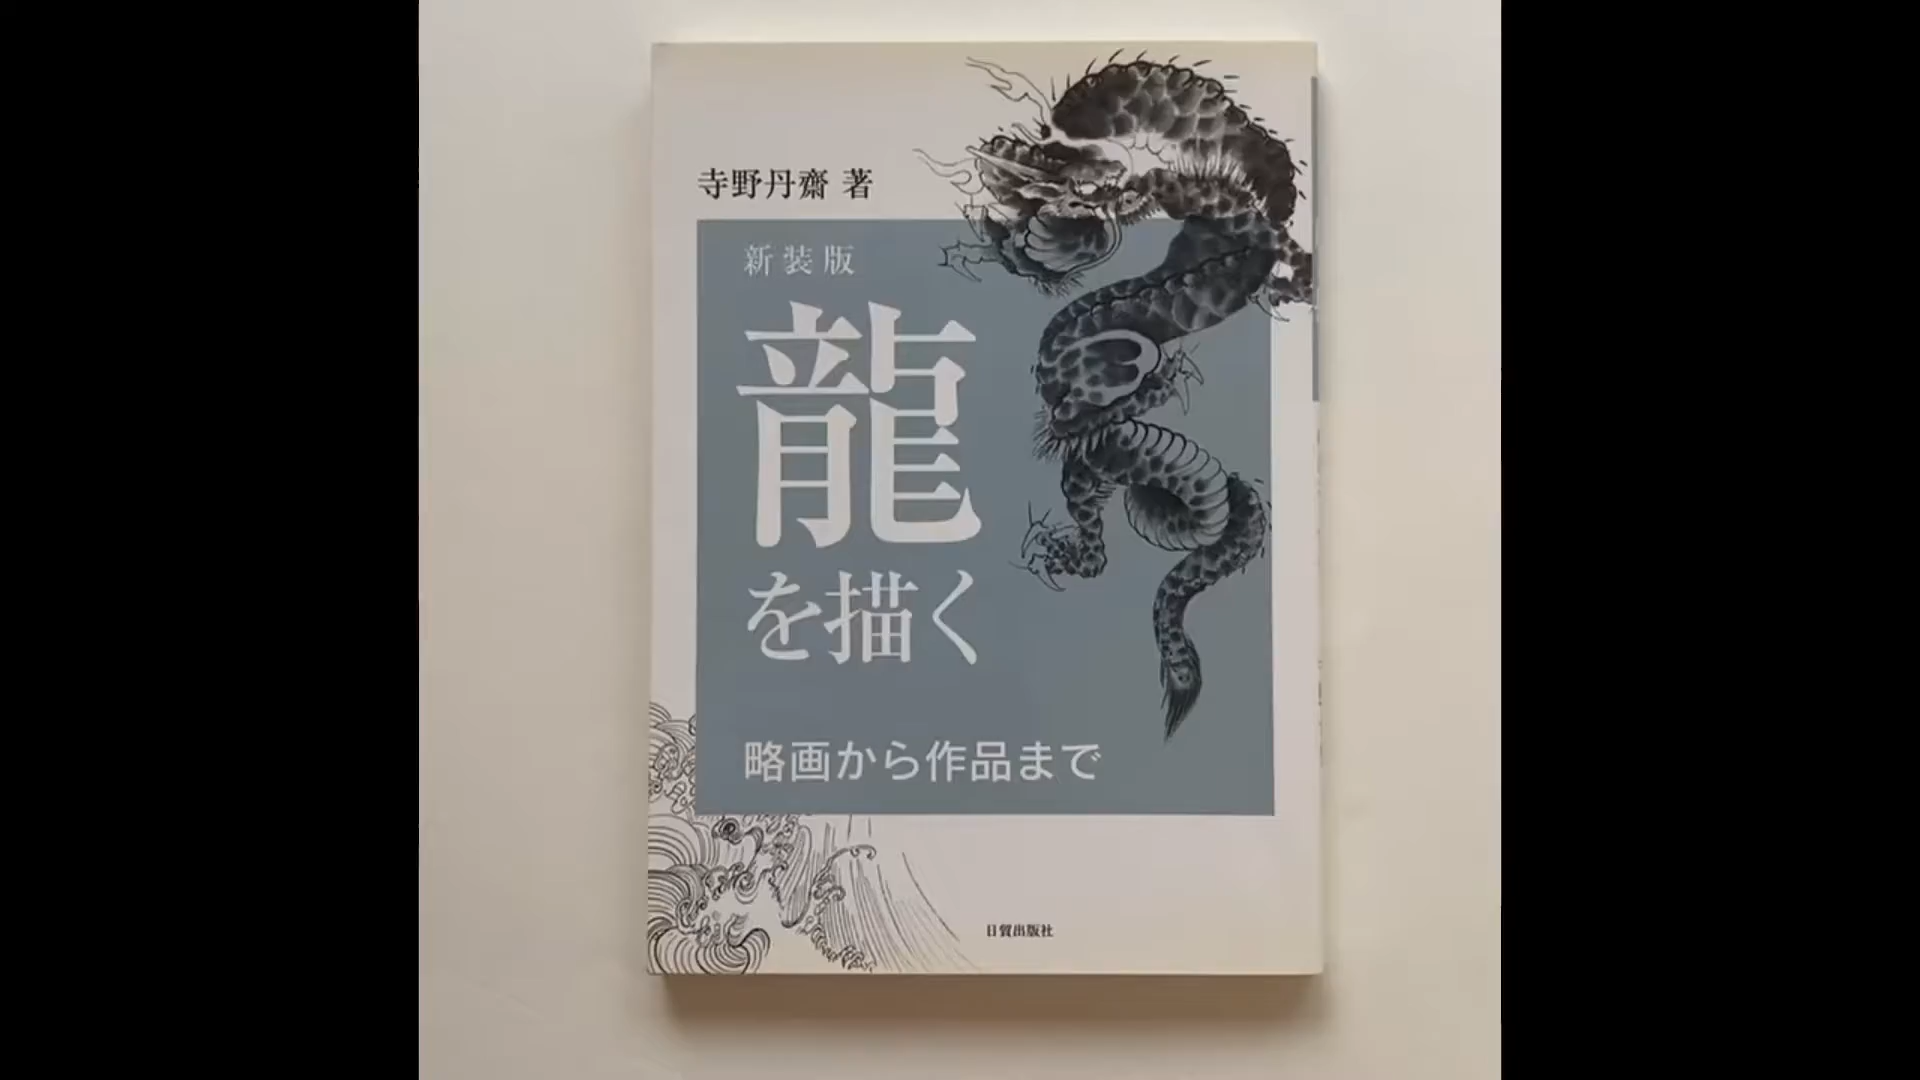 寺野丹齋 著
新装版
龍
を描く
略画から作品まで
日貿出版社